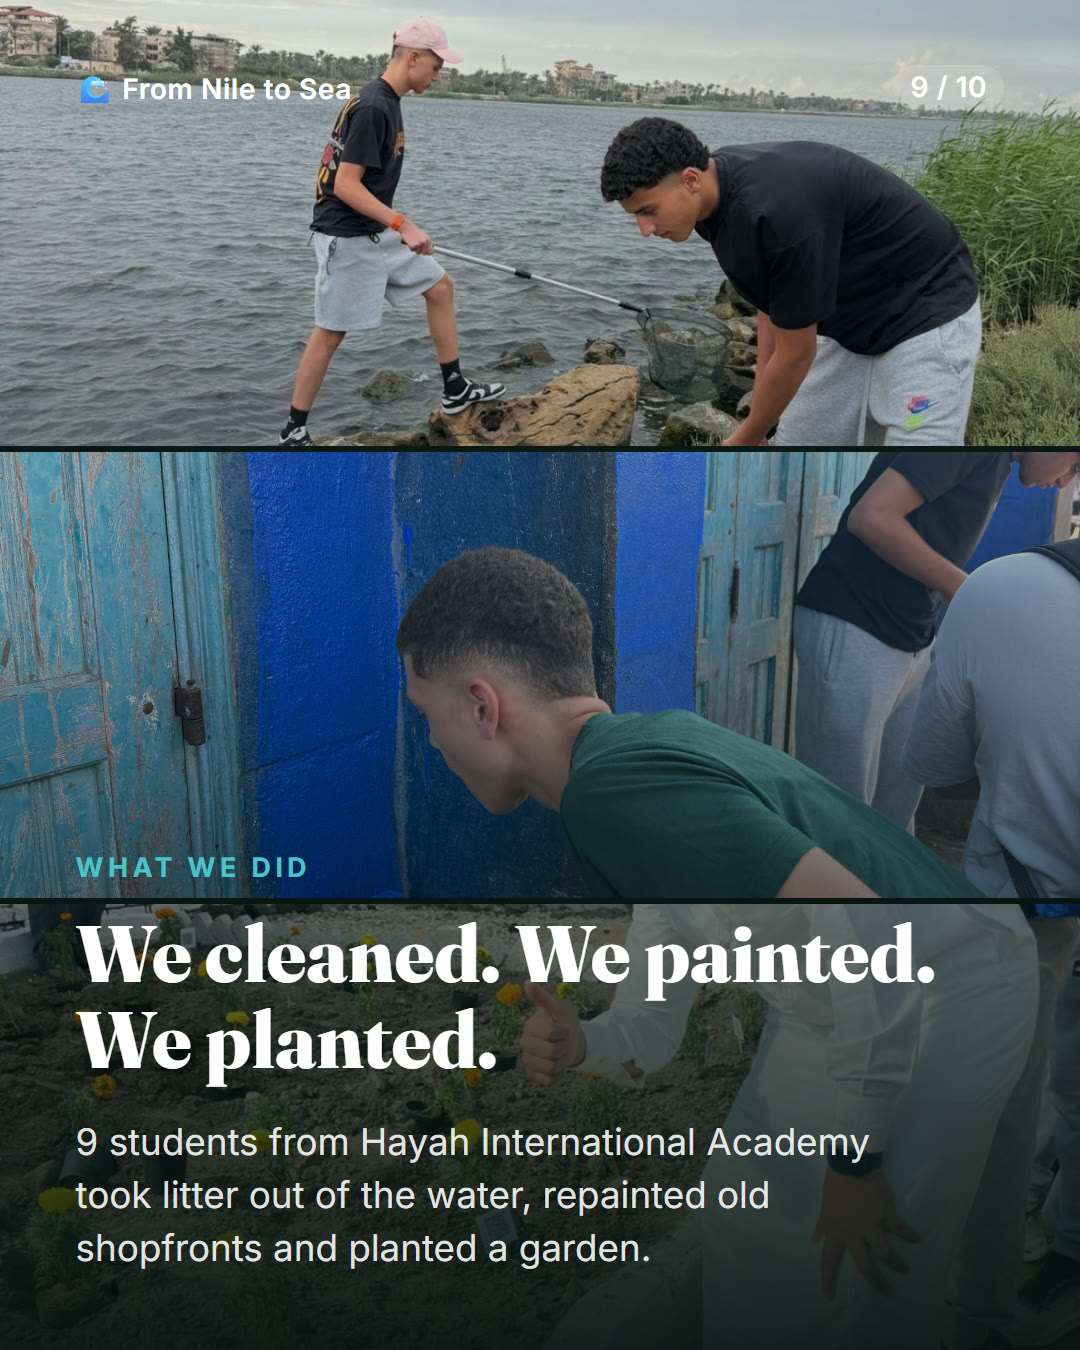 From Nile to Sea
9 / 10
WHAT WE DID
We cleaned. We painted.
We planted.
9 students from Hayah International Academy
took litter out of the water, repainted old
shopfronts and planted a garden.